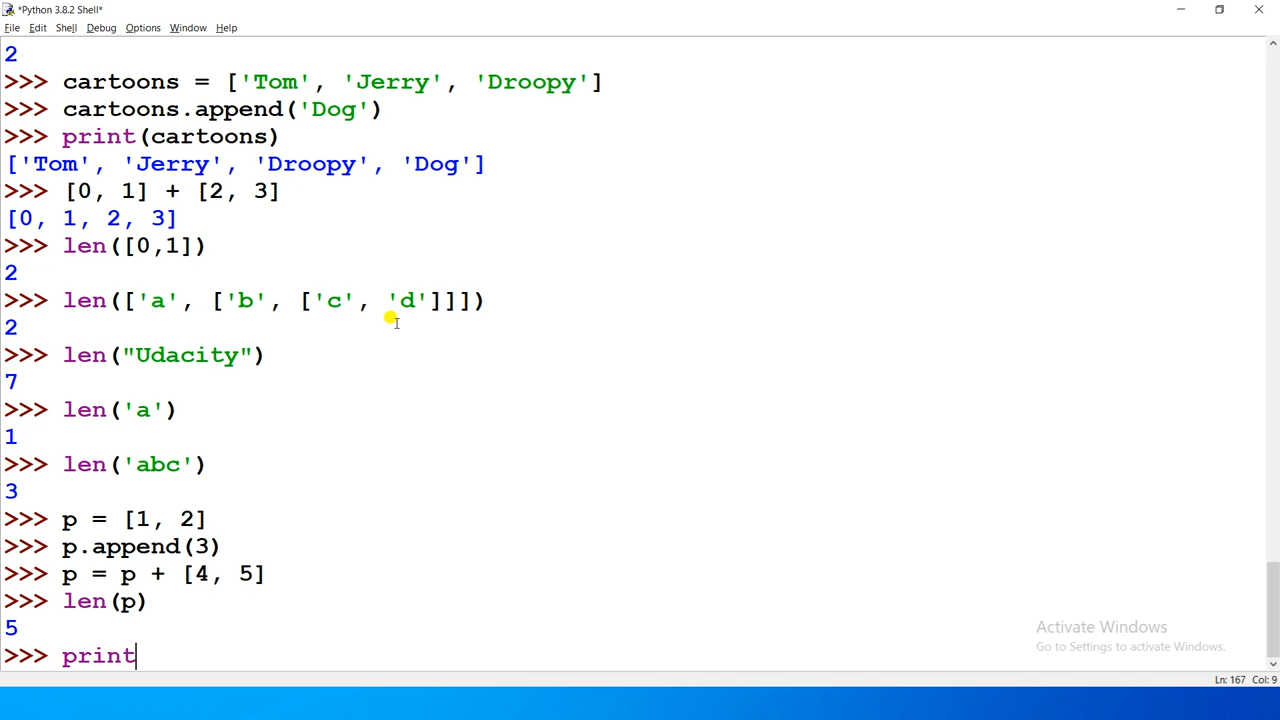 *Python 3.8.2 Shell*
File Edit Shell Debug Options Window Help
2
>>> cartoons = ['Tom', 'Jerry', 'Droopy']
>>> cartoons.append('Dog')
>>> print(cartoons)
['Tom', 'Jerry', 'Droopy', 'Dog']
>>> [0, 1] + [2, 3]
[0, 1, 2, 3]
>>> len([0,1])
2
>>> len(['a', ['b', ['c', 'd']]])
2
>>> len("Udacity")
7
>>> len('a')
1
>>> len('abc')
3
>>> p = [1, 2]
>>> p.append(3)
>>> p = p + [4, 5]
>>> len(p)
5
>>> print
Activate Windows
Go to Settings to activate Windows.
Ln: 167 Col: 9